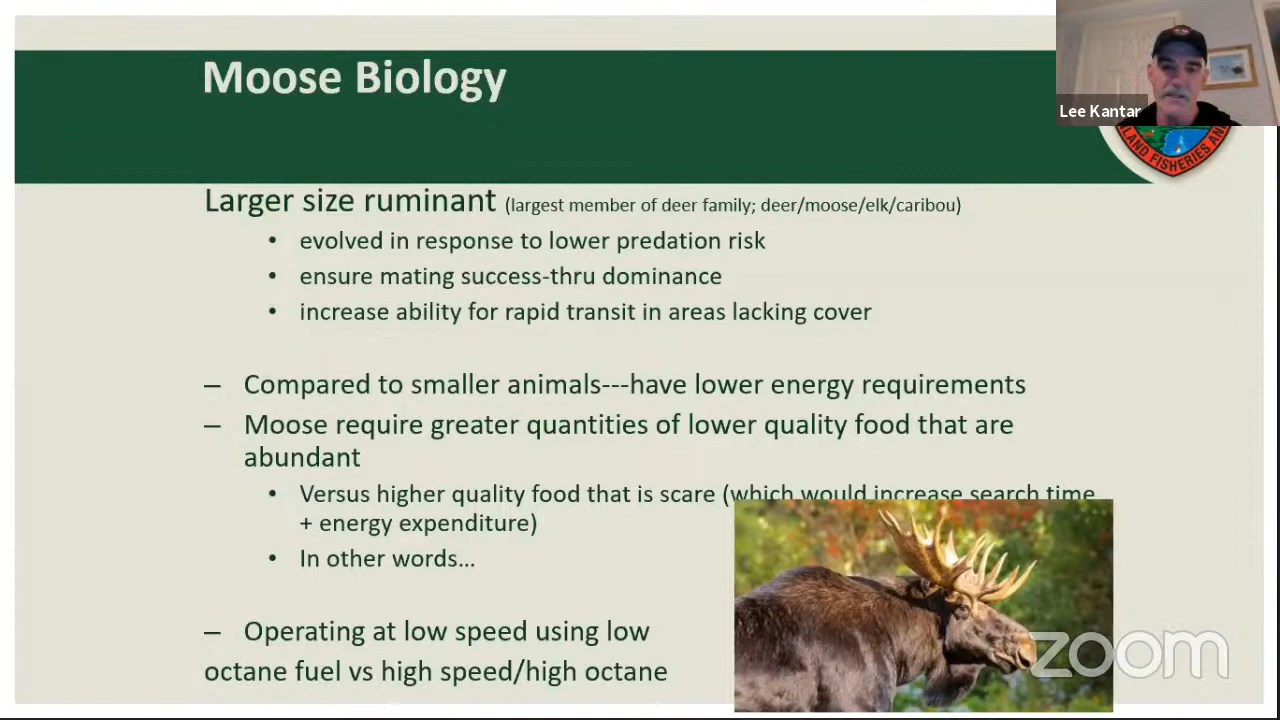 Moose Biology
Lee Kantar
LAND FISHERIES AN
Larger size ruminant (largest member of deer family; deer/moose/elk/caribou)
• evolved in response to lower predation risk
• ensure mating success-thru dominance
• increase ability for rapid transit in areas lacking cover
– Compared to smaller animals---have lower energy requirements
– Moose require greater quantities of lower quality food that are
abundant
• Versus higher quality food that is scare (which would increase search time
+ energy expenditure)
• In other words...
– Operating at low speed using low
octane fuel vs high speed/high octane
zoom